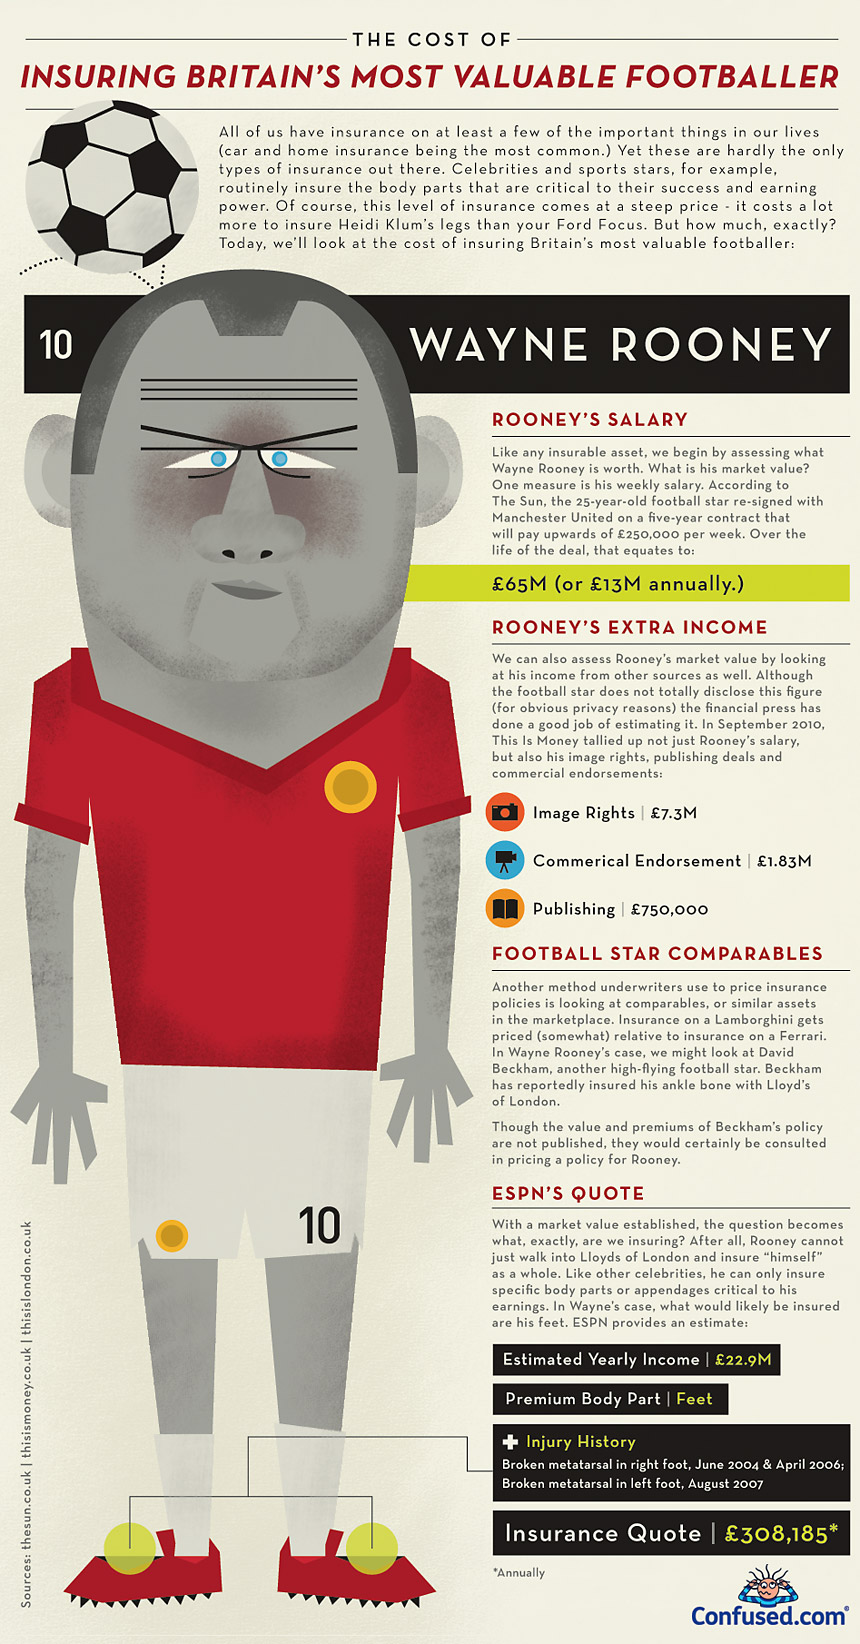 THE COST OF
INSURING BRITAIN'S MOST VALUABLE FOOTBALLER
All of us have insurance on at least a few of the important things in our lives
(car and home insurance being the most common.) Yet these are hardly the only
types of insurance out there. Celebrities and sports stars, for example,
routinely insure the body parts that are critical to their success and earning
power. Of course, this level of insurance comes at a steep price - it costs a lot
more to insure Heidi Klum's legs than your Ford Focus. But how much, exactly?
Today, we'll look at the cost of insuring Britain's most valuable footballer:
10 WAYNE ROONEY
ROONEY'S SALARY
Like any insurable asset, we begin by assessing what
Wayne Rooney is worth. What is his market value?
One measure is his weekly salary. According to
The Sun, the 25-year-old football star re-signed with
Manchester United on a five-year contract that
will pay upwards of £250,000 per week. Over the
life of the deal, that equates to:
£65M (or £13M annually.)
ROONEY'S EXTRA INCOME
We can also assess Rooney's market value by looking
at his income from other sources as well. Although
the football star does not totally disclose this figure
(for obvious privacy reasons) the financial press has
done a good job of estimating it. In September 2010,
This Is Money tallied up not just Rooney's salary,
but also his image rights, publishing deals and
commercial endorsements:
Image Rights | £7.3M
Commerical Endorsement | £1.83M
Publishing | £750,000
FOOTBALL STAR COMPARABLES
Another method underwriters use to price insurance
policies is looking at comparables, or similar assets
in the marketplace. Insurance on a Lamborghini gets
priced (somewhat) relative to insurance on a Ferrari.
In Wayne Rooney's case, we might look at David
Beckham, another high-flying football star. Beckham
has reportedly insured his ankle bone with Lloyd's
of London.
Though the value and premiums of Beckham's policy
are not published, they would certainly be consulted
in pricing a policy for Rooney.
ESPN'S QUOTE
With a market value established, the question becomes
what, exactly, are we insuring? After all, Rooney cannot
just walk into Lloyds of London and insure "himself"
as a whole. Like other celebrities, he can only insure
specific body parts or appendages critical to his
earnings. In Wayne's case, what would likely be insured
are his feet. ESPN provides an estimate:
10
Estimated Yearly Income | £22.9M
Premium Body Part | Feet
Injury History
Broken metatarsal in right foot, June 2004 & April 2006;
Broken metatarsal in left foot, August 2007
Insurance Quote | £308,185*
*Annually
Sources: thesun.co.uk | thisismoney.co.uk | thisislondon.co.uk
Confused.com®